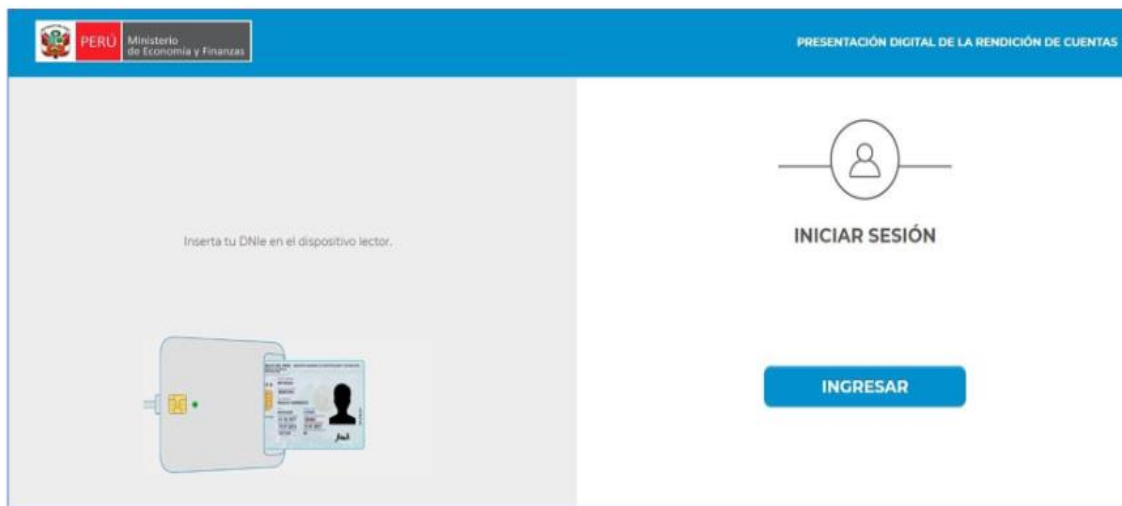 PERÚ
Ministerio
de Economía y Finanzas
PRESENTACIÓN DIGITAL DE LA RENDICIÓN DE CUENTAS
Inserta tu DNIe en el dispositivo lector.
INICIAR SESIÓN
INGRESAR